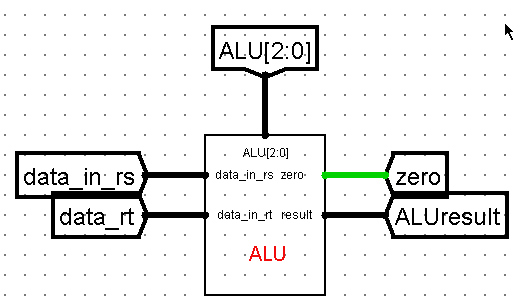 ALU[2:0]
ALU[2:0]
data_in_rs data_in_rs zero zero
data_rt data_in_rt result ALUresult
ALU